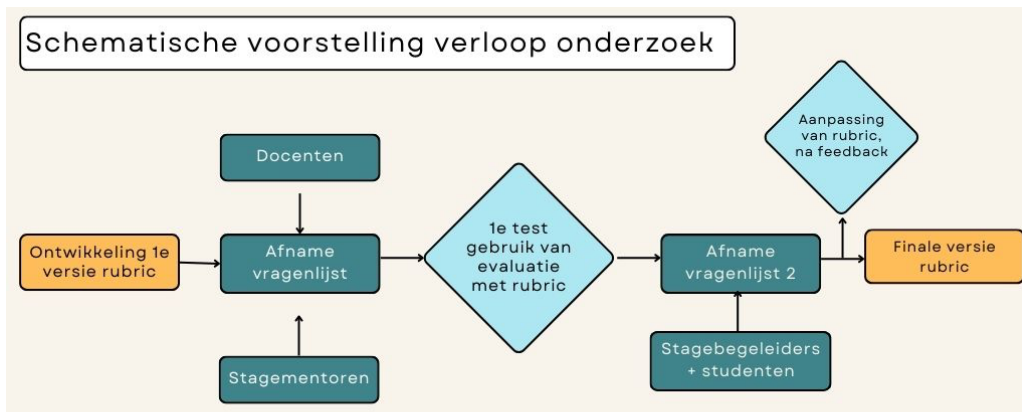 Schematische voorstelling verloop onderzoek
Aanpassing
van rubric,
na feedback
Docenten
1e test
gebruik van
evaluatie
met rubric
Ontwikkeling 1e
versie rubric
Afname
vragenlijst
Afname
vragenlijst 2
Finale versie
rubric
Stagementoren
Stagebegeleiders
+ studenten